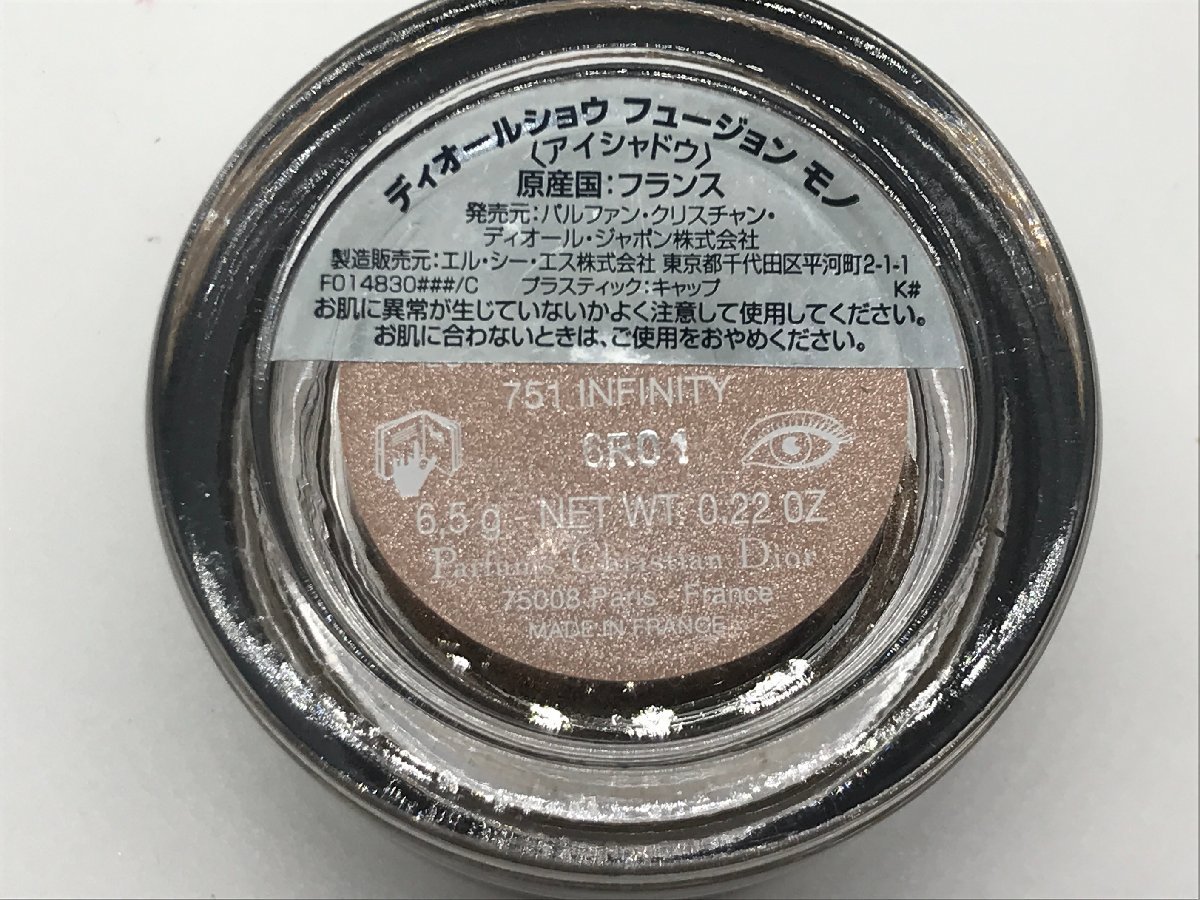 ディオールショウ フュージョン モノ
〈アイシャドウ〉
原産国：フランス
発売元：パルファン・クリスチャン・
ディオール・ジャポン株式会社
製造販売元：エル・シー・エス株式会社 東京都千代田区平河町2-1-1
F014830###/C プラスティック：キャップ K#
お肌に異常が生じていないかよく注意して使用してください。
お肌に合わないときは、ご使用をおやめください。
751 INFINITY
6R01
6,5 g - NET WT. 0.22 OZ
Parfums Christian Dior
75008 Paris - France
MADE IN FRANCE